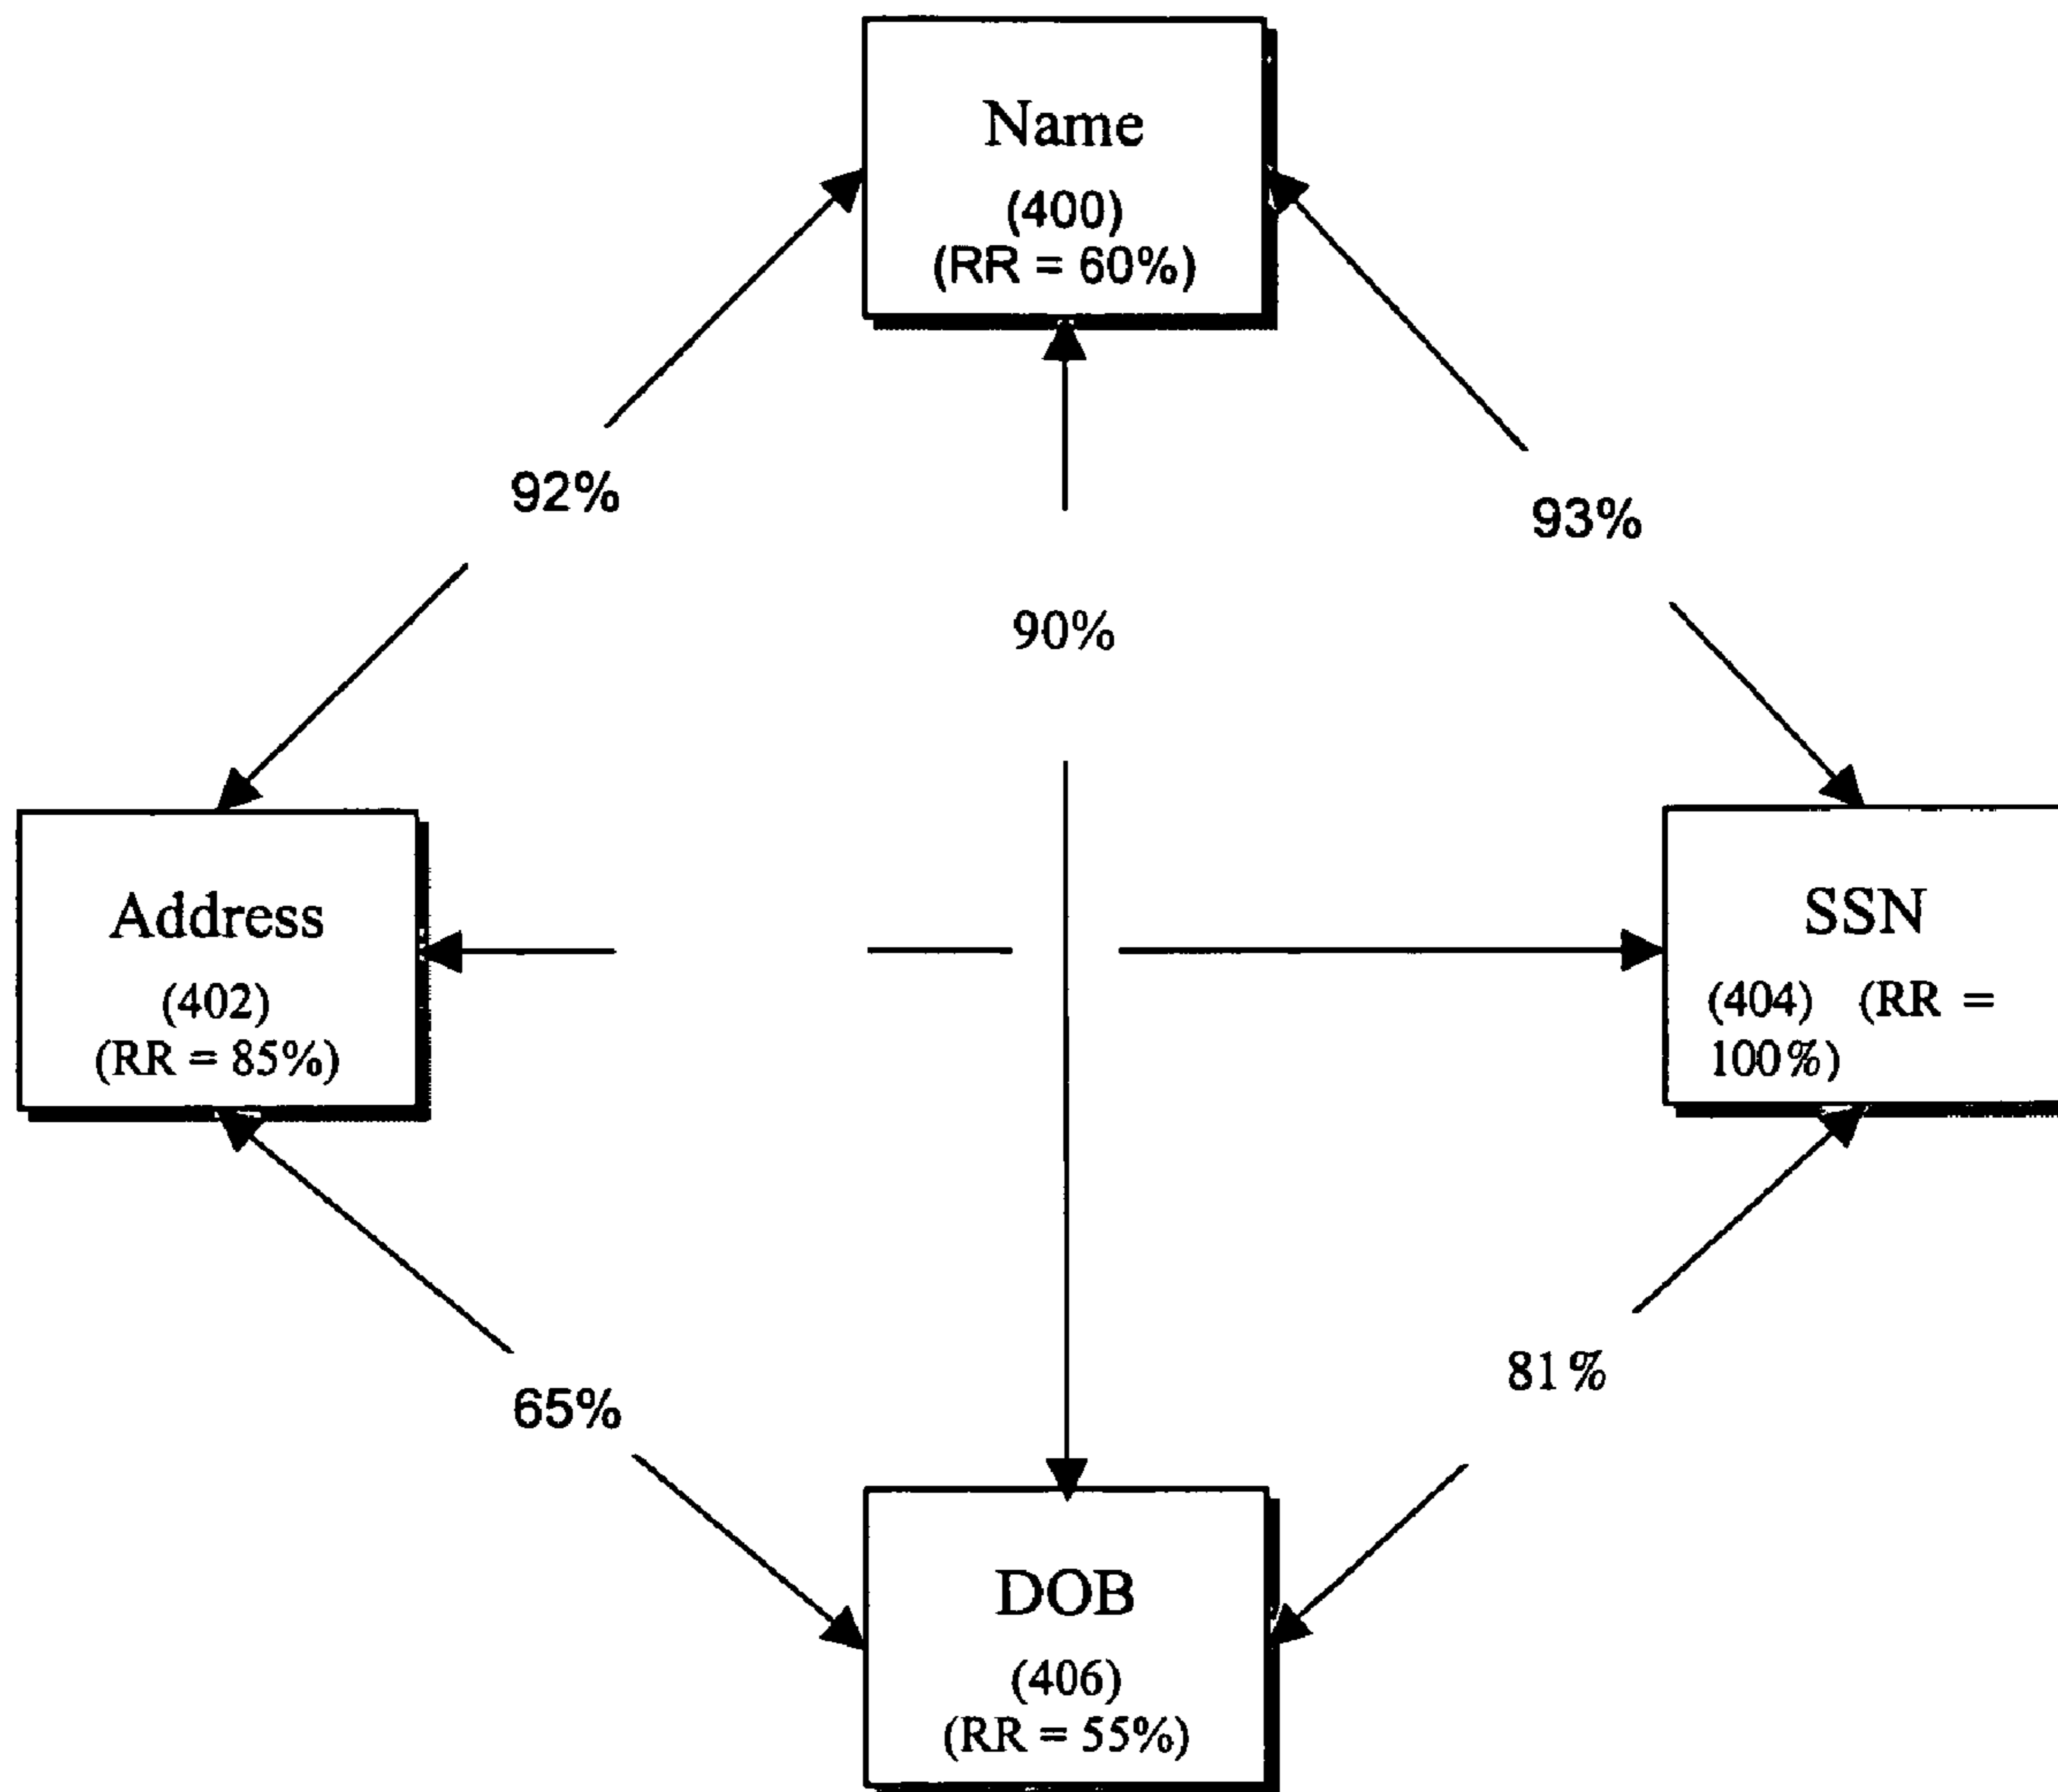 Name
(400)
(RR = 60%)
92%
93%
90%
Address
(402)
(RR = 85%)
SSN
(404) (RR =
100%)
65%
81%
DOB
(406)
(RR = 55%)